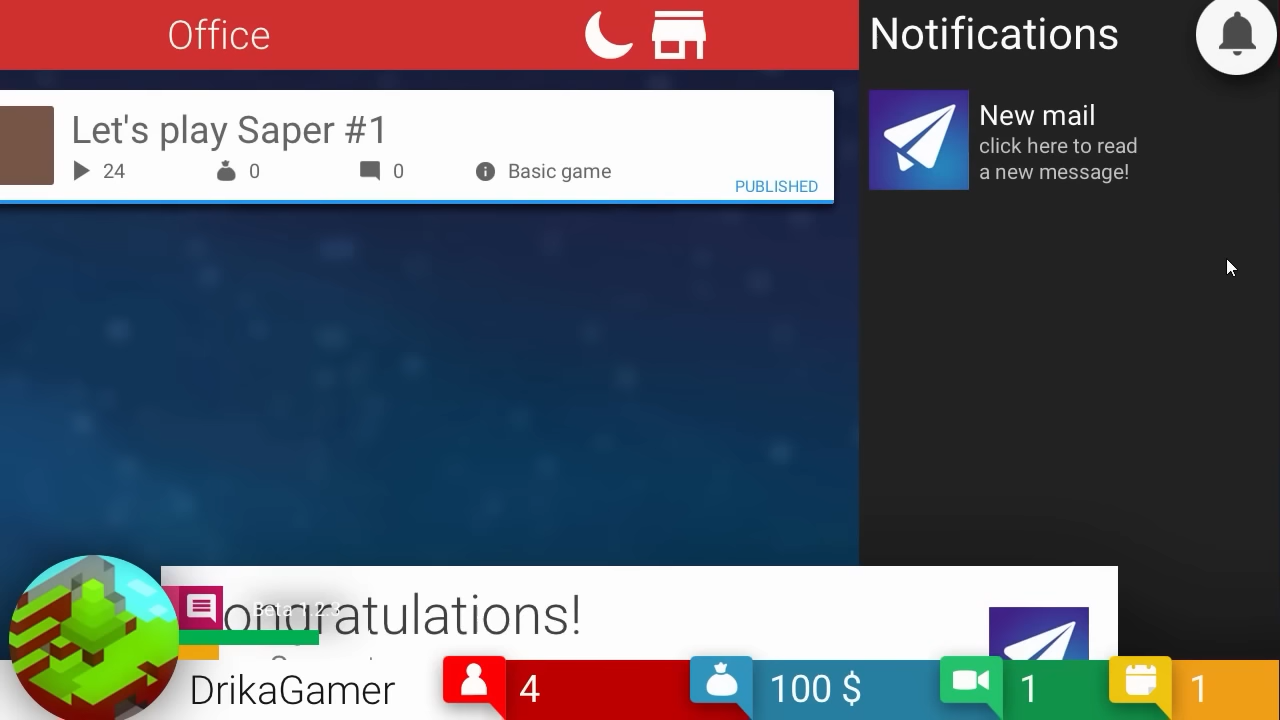 Office
Notifications
Let's play Saper #1
24 0 0 Basic game
PUBLISHED
New mail
click here to read
a new message!
ongratulations!
DrikaGamer
4
100 $
1
1